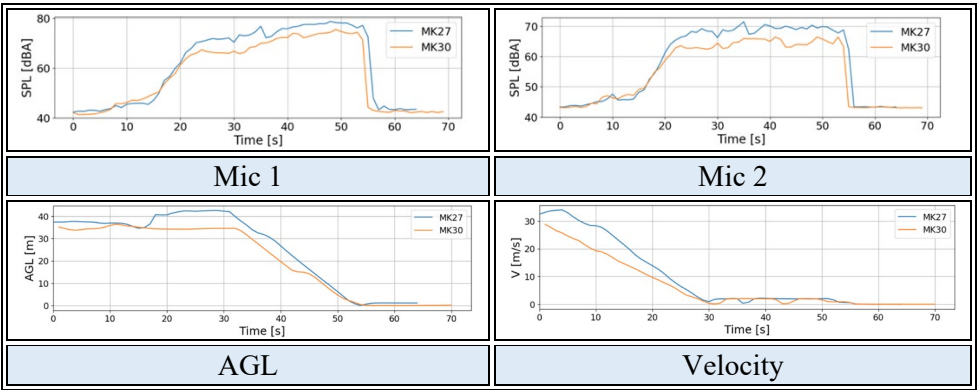 80
60
40
SPL [dBA]
0 10 20 30 40 50 60 70
Time [s]
MK27
MK30
Mic 1
70
60
50
40
SPL [dBA]
0 10 20 30 40 50 60 70
Time [s]
MK27
MK30
Mic 2
40
30
20
10
0
AGL [m]
0 10 20 30 40 50 60 70
Time [s]
MK27
MK30
AGL
30
20
10
0
V [m/s]
0 10 20 30 40 50 60 70
Time [s]
MK27
MK30
Velocity